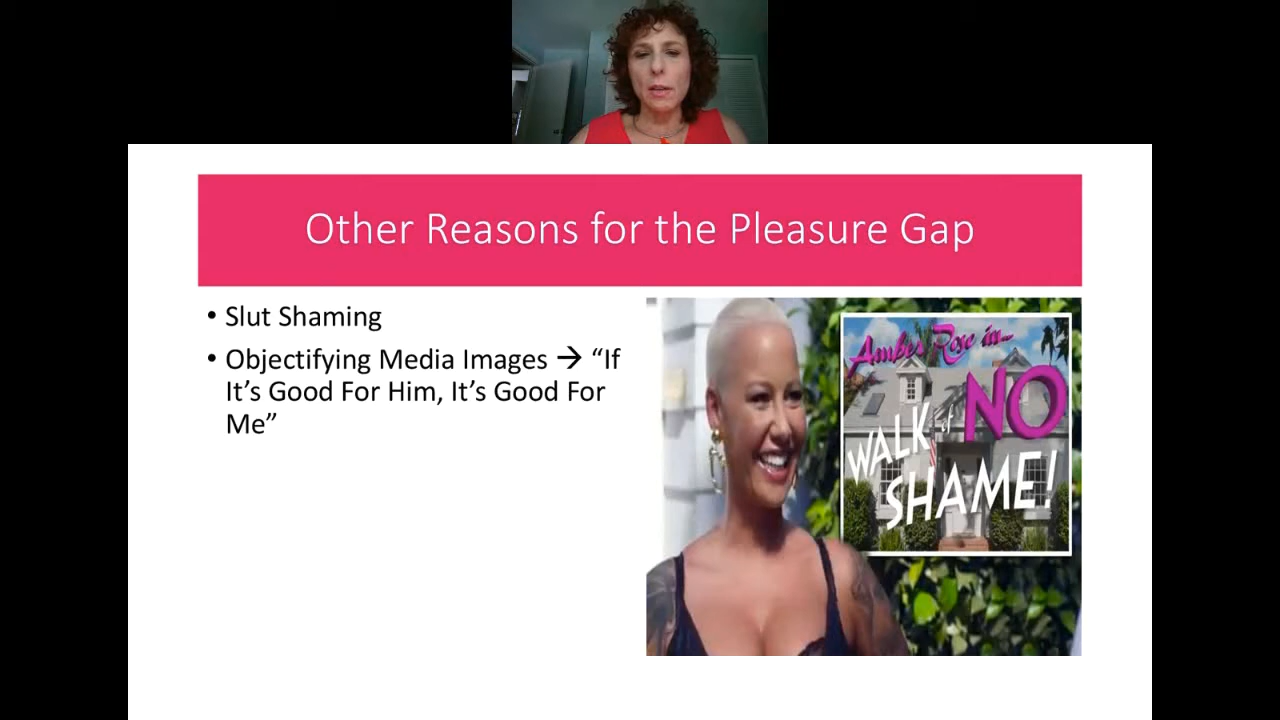 Other Reasons for the Pleasure Gap
• Slut Shaming
• Objectifying Media Images → “If
It’s Good For Him, It’s Good For
Me”
Amber Rose in...
WALK of NO
SHAME!